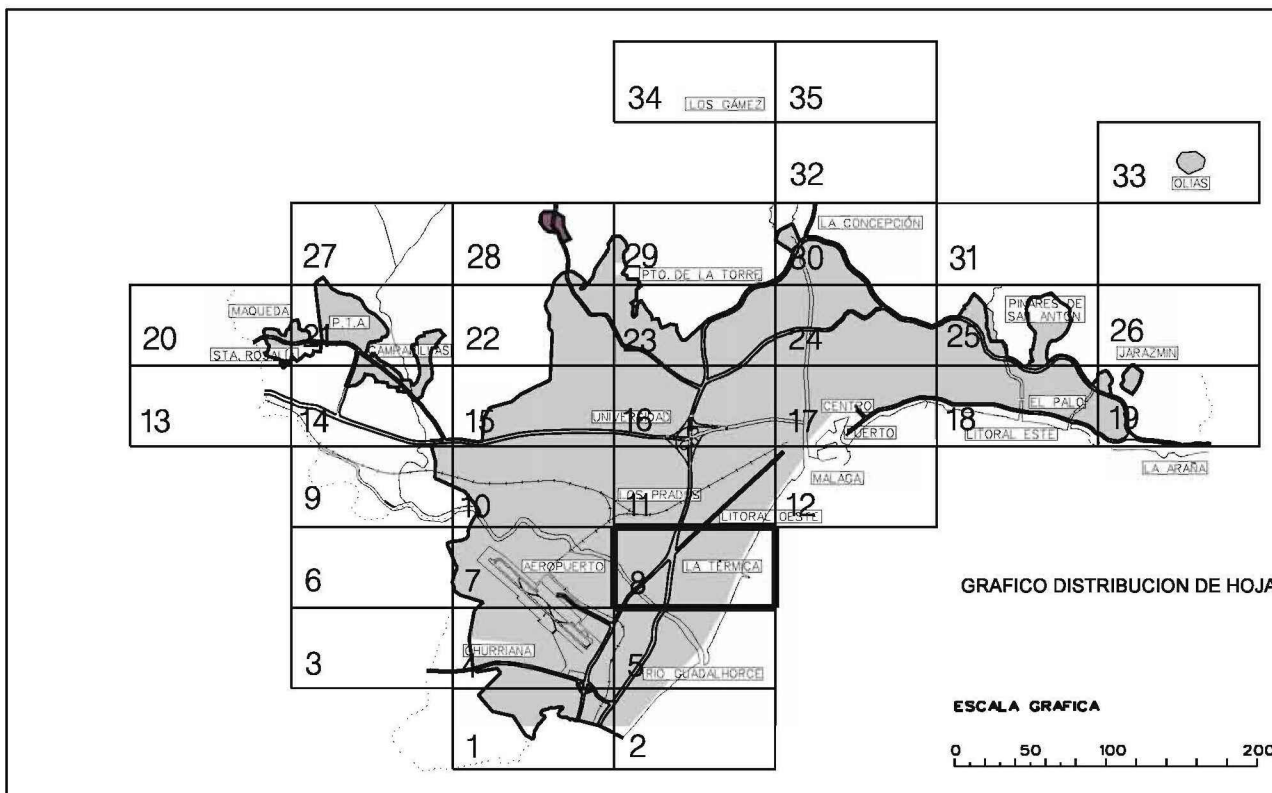 34 LOS GÁMEZ 35
32 33
OLIAS
LA CONCEPCIÓN
27 28 29 30 31
PTO. DE LA TORRE
MAQUEDA P.T.A. PINARES DE
SAN ANTÓN
20 21 22 23 24 25 26
STA. ROSALIA CAMPANILLAS JARAZMIN
CENTRO EL PALO
13 14 15 UNIVERSIDAD 16 17 18 19
PUERTO LITORAL ESTE
MALAGA LA ARAÑA
9 10 LOS PRADOS 11 12
LITORAL OESTE
6 7 AEROPUERTO 8 LA TÉRMICA
GRAFICO DISTRIBUCION DE HOJA
CHURRIANA
3 4 5 RIO GUADALHORCE
ESCALA GRAFICA
1 2 0 50 100 200